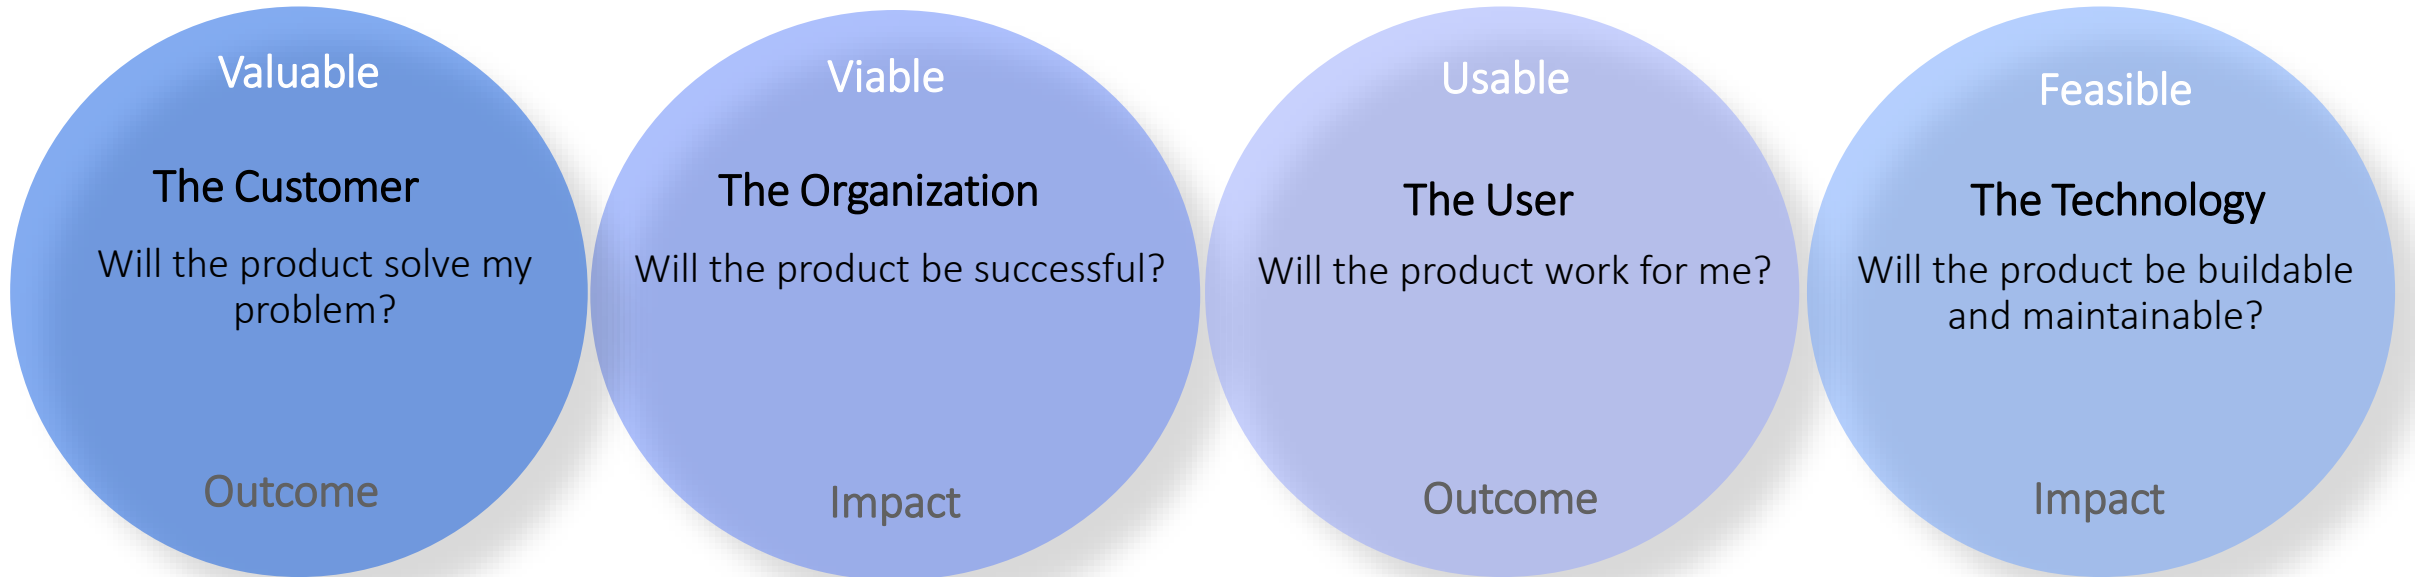 Valuable
The Customer
Will the product solve my
problem?
Outcome
Viable
The Organization
Will the product be successful?
Impact
Usable
The User
Will the product work for me?
Outcome
Feasible
The Technology
Will the product be buildable
and maintainable?
Impact